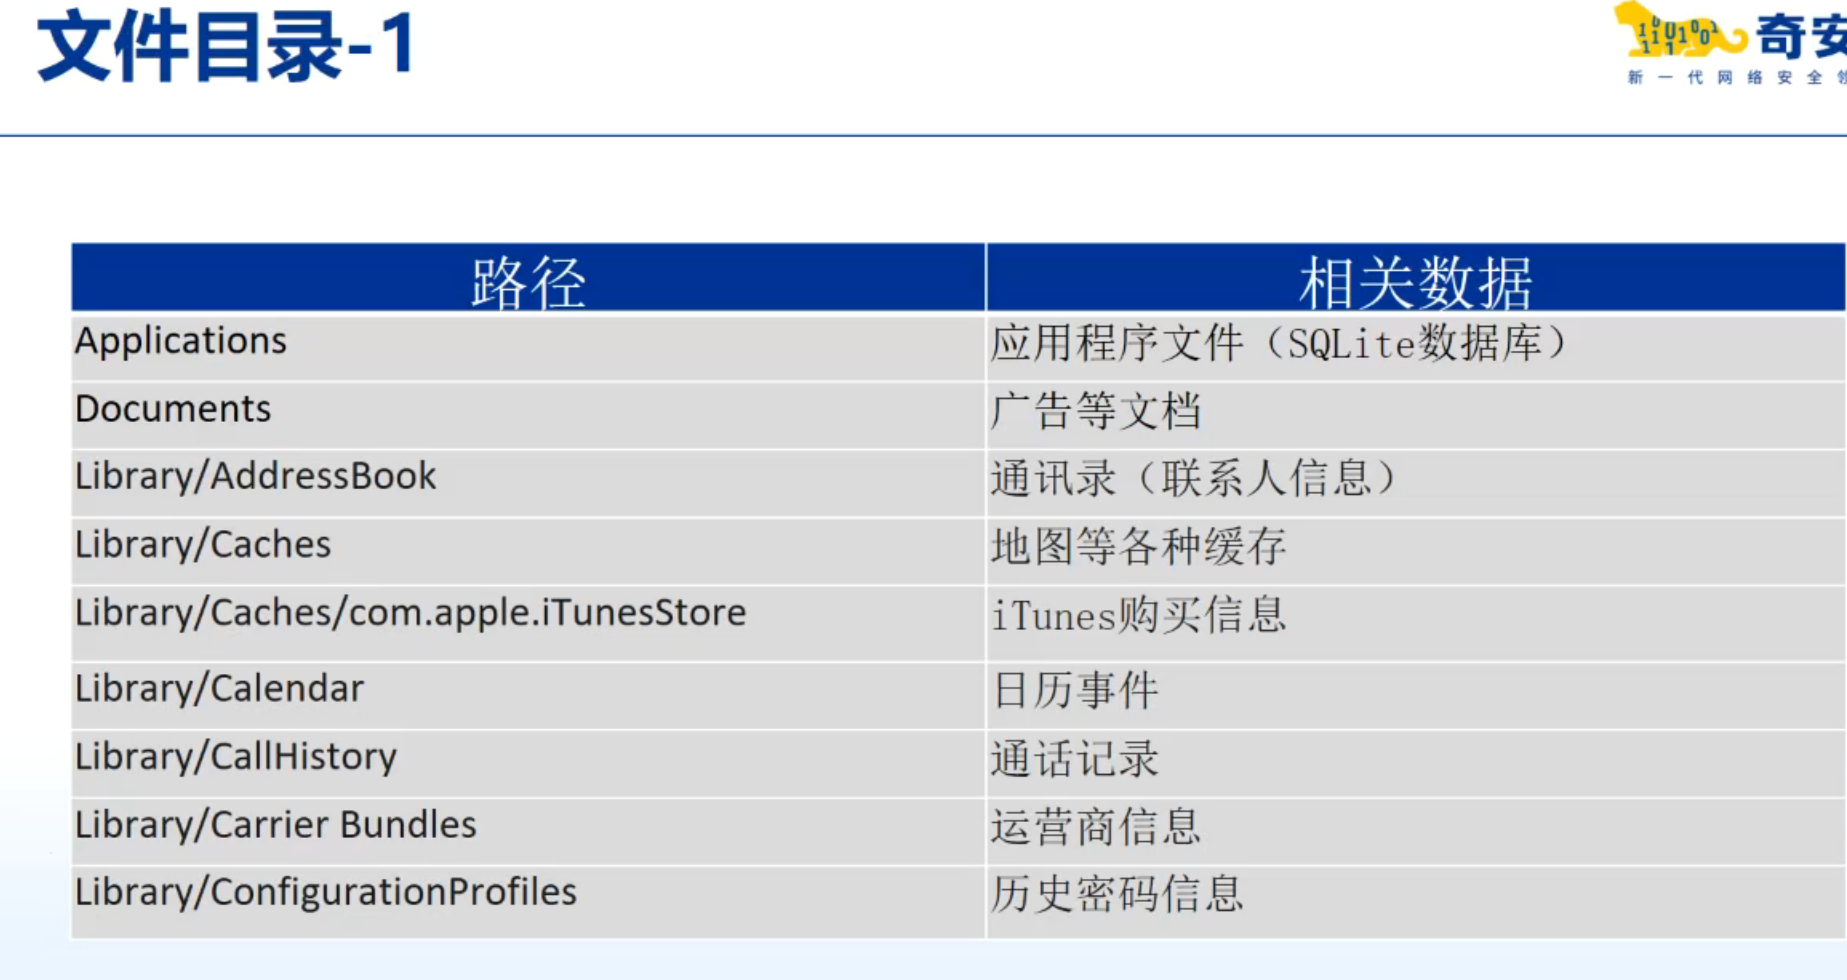 文件目录-1
奇安
新一代网络安全领
路径 相关数据
Applications 应用程序文件（SQLite数据库）
Documents 广告等文档
Library/AddressBook 通讯录（联系人信息）
Library/Caches 地图等各种缓存
Library/Caches/com.apple.iTunesStore iTunes购买信息
Library/Calendar 日历事件
Library/CallHistory 通话记录
Library/Carrier Bundles 运营商信息
Library/ConfigurationProfiles 历史密码信息